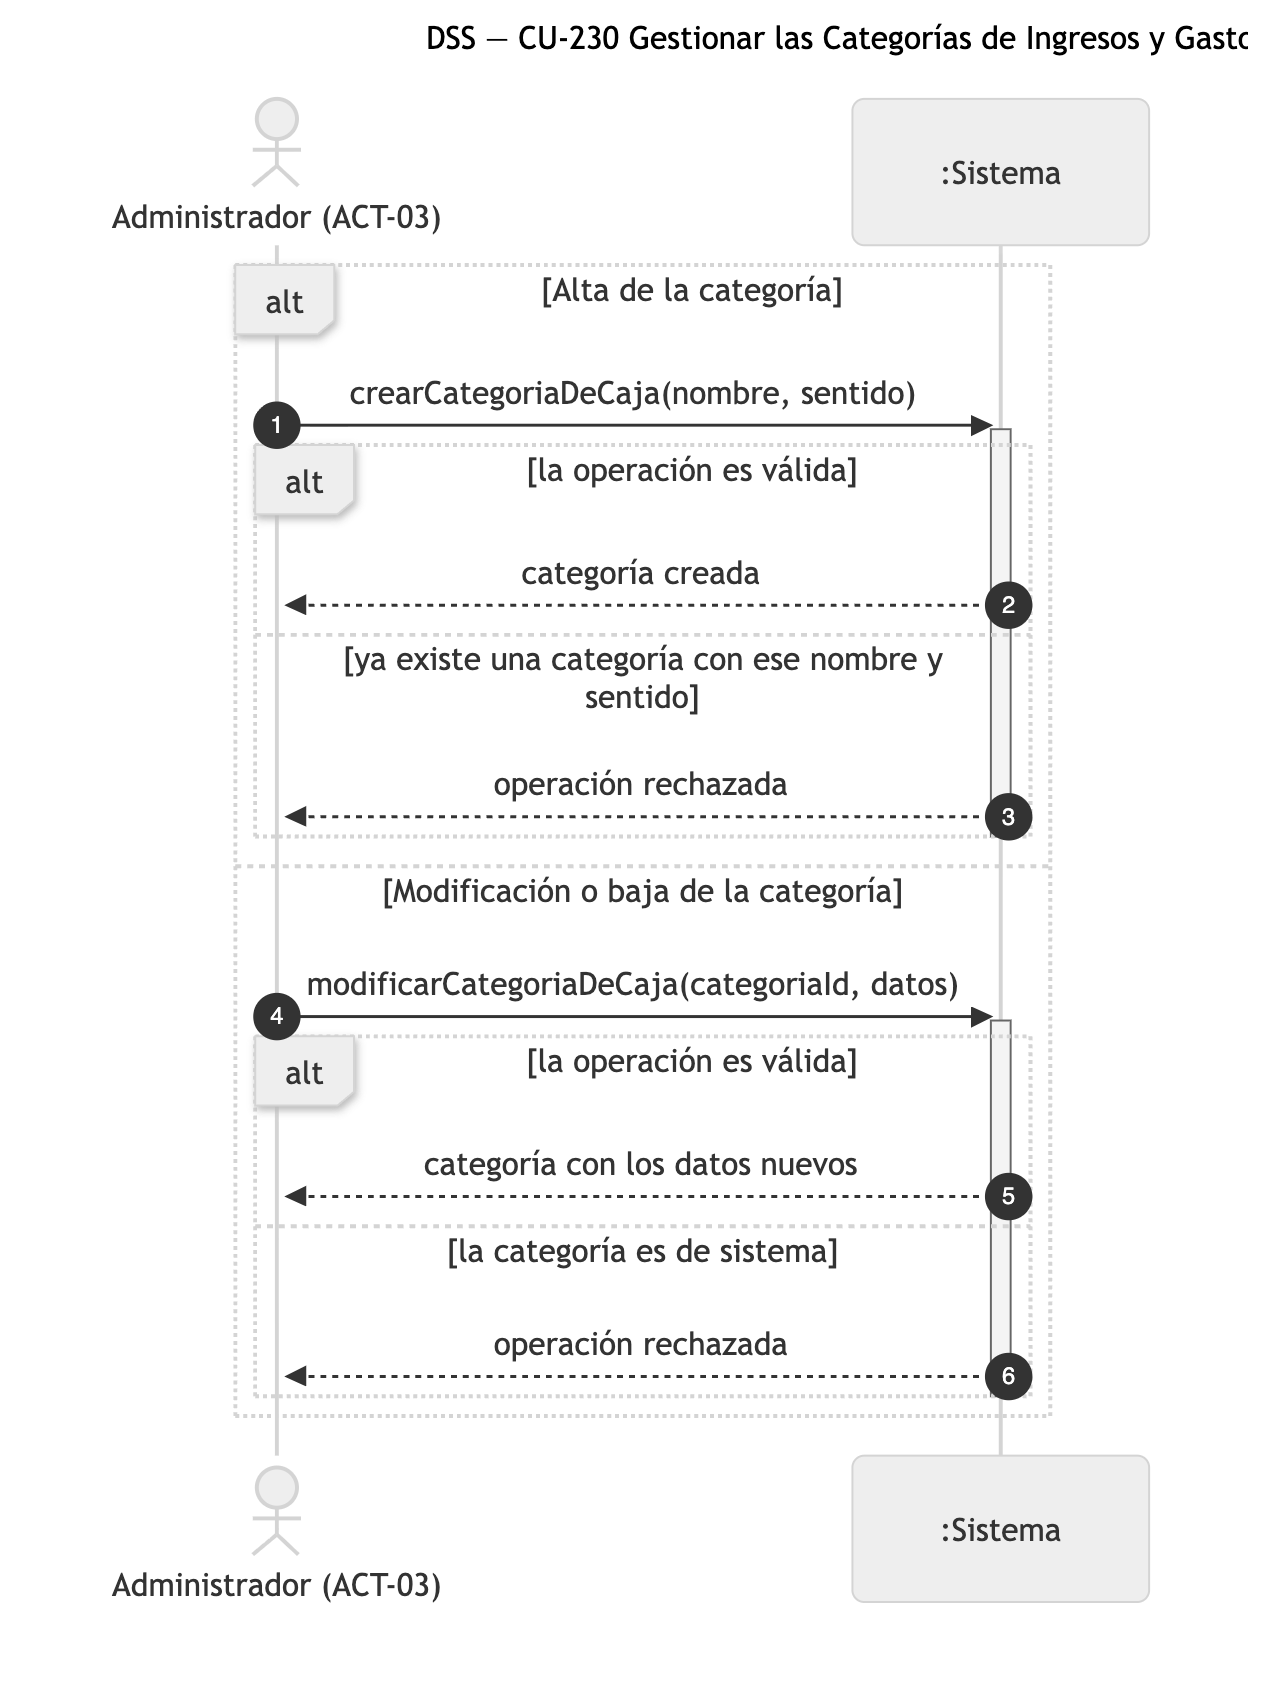 DSS — CU-230 Gestionar las Categorías de Ingresos y
Administrador (ACT-03)
:Sistema
alt
[Alta de la categoría]
crearCategoriaDeCaja(nombre, sentido)
1
alt
[la operación es válida]
categoría creada
2
[ya existe una categoría con ese nombre y
sentido]
operación rechazada
3
[Modificación o baja de la categoría]
modificarCategoriaDeCaja(categoriaId, datos)
4
alt
[la operación es válida]
categoría con los datos nuevos
5
[la categoría es de sistema]
operación rechazada
6
:Sistema
Administrador (ACT-03)